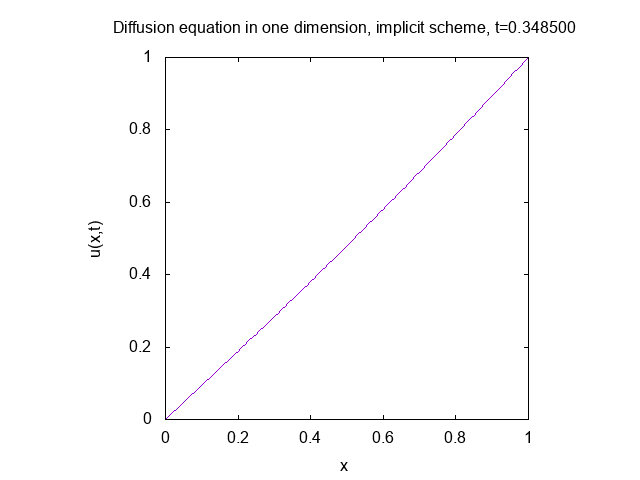 Diffusion equation in one dimension, implicit scheme, t=0.348500
1
0.8
0.6
0.4
0.2
0
u(x,t)
0 0.2 0.4 0.6 0.8 1
x